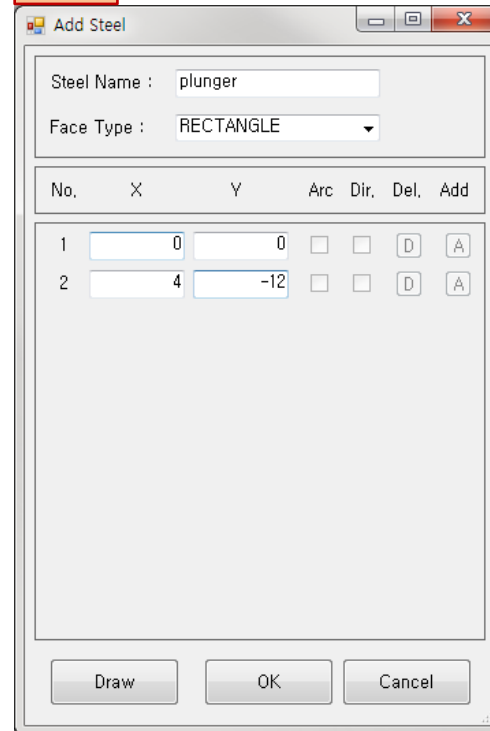 Add Steel
Steel Name : plunger
Face Type : RECTANGLE
No, X Y Arc Dir, Del, Add
1 0 0 D A
2 4 -12 D A
Draw OK Cancel